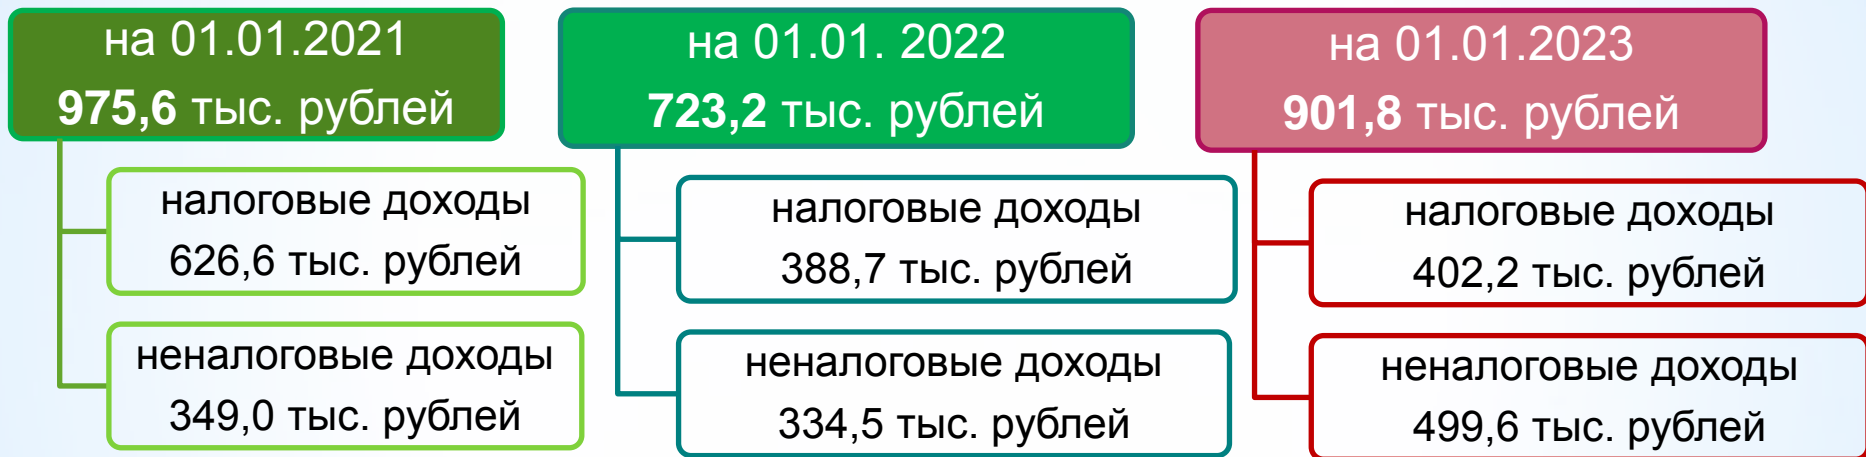 на 01.01.2021
975,6 тыс. рублей
налоговые доходы
626,6 тыс. рублей
неналоговые доходы
349,0 тыс. рублей
на 01.01. 2022
723,2 тыс. рублей
налоговые доходы
388,7 тыс. рублей
неналоговые доходы
334,5 тыс. рублей
на 01.01.2023
901,8 тыс. рублей
налоговые доходы
402,2 тыс. рублей
неналоговые доходы
499,6 тыс. рублей